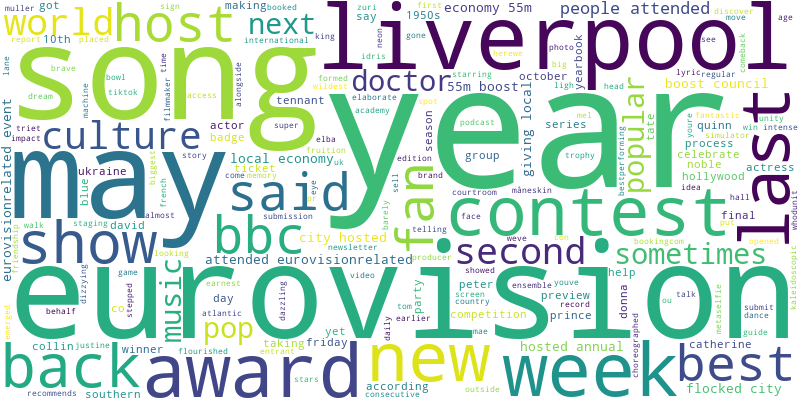 muller got making 1950s first economy 55m people attended zuri discover
world host next liverpool say booked sign move age
report 10th placed international king idris neon gone photo yearbook see comeback
song year last
lane brave bowl time access alongside doctor 55m boost october ligh head lyric regular boost council
dream machine tiktok filmmaker formed wildest starring tennant elaborate academy spot big
culture super actor badge elba fruition uk podcast series mel youre fantastic simulator unity win intense
triet impact ukraine biggest story local economy ticket season giving local popular tate quinn process celebrate trophy
may said fan group bestperforming noble hollywood actress
eurovisionrelated event blue french come memory ar eye edition mand courtroom måneskin idea hall whodunit
friendship walk david almost submission sell barely contest face final put opened
show staging bbc city hosted telling weve second con bookingcom sometimes
looking attended eurovisionrelated newsletter producer showed ensemble youve help
eurovision
dizzying game music earnest video peter screen country record preview donna ou talk submit dance kaleidoscopic
behalf stepped co day atlantic dazzling tom party earlier competition prince mae metaselfie guide
emerged pop yet friday daily choreographed
back collin justine winner flourished taking entrant new hosted annual catherine
award week best
recommends southern stars according consecutive outside flocked city